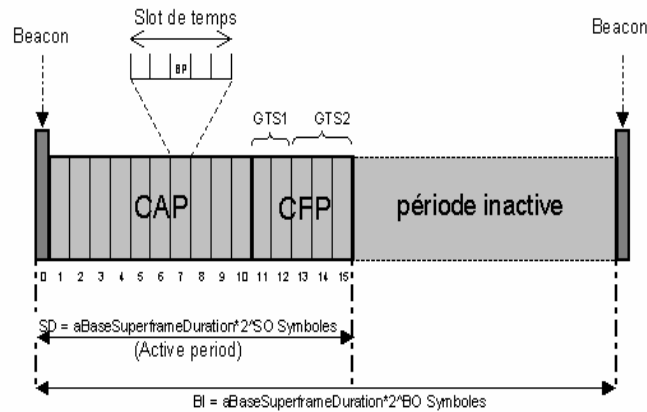 Slot de temps
Beacon
Beacon
BP
GTS1 GTS2
CAP CFP période inactive
0 1 2 3 4 5 6 7 8 9 10 11 12 13 14 15
SD = aBaseSuperframeDuration*2^SO Symboles
(Active period)
BI = aBaseSuperframeDuration*2^BO Symboles